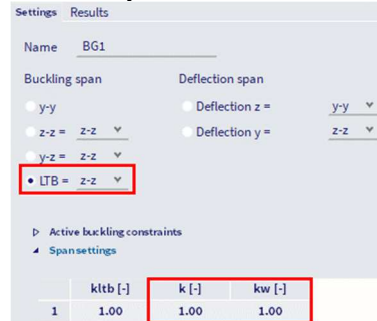 Settings Results
Name BG1
Buckling span Deflection span
y-y Deflection z = y-y
z-z = z-z Deflection y = z-z
y-z = z-z
LTB = z-z
Active buckling constraints
Span settings
kltb [-] k [-] kw [-]
1 1.00 1.00 1.00